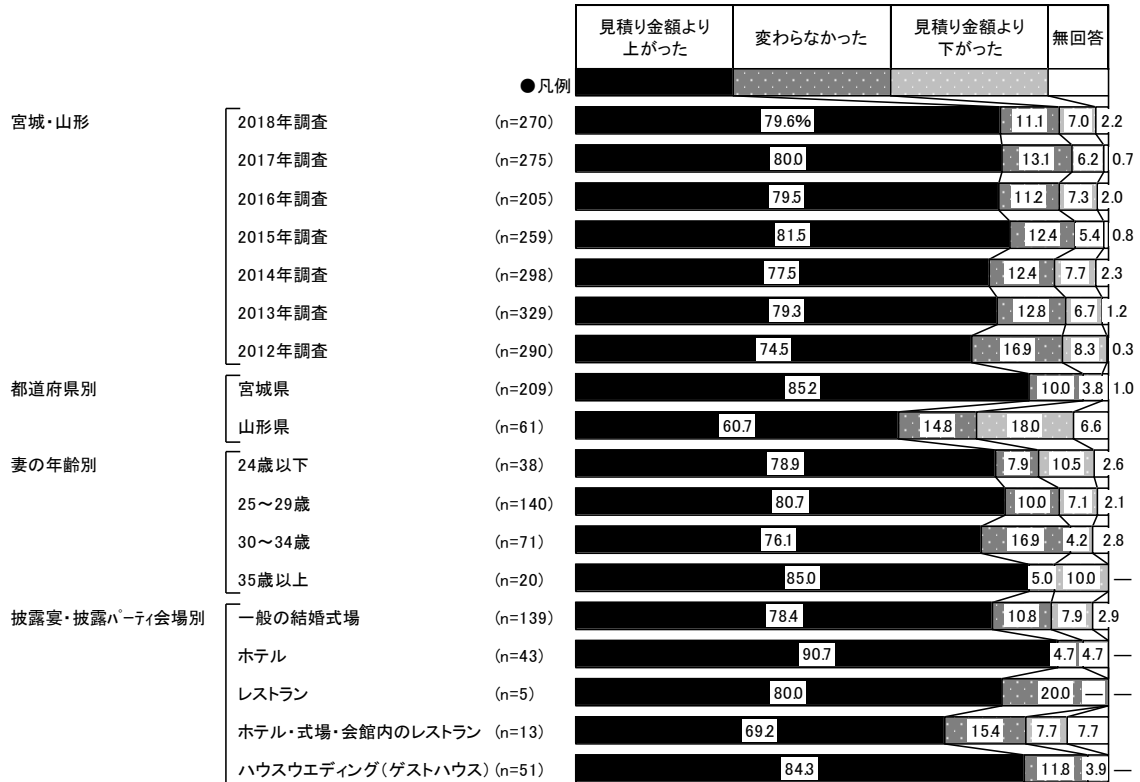 見積り金額より上がった 変わらなかった 見積り金額より下がった 無回答
●凡例
宮城・山形 2018年調査 (n=270) 79.6% 11.1 7.0 2.2
2017年調査 (n=275) 80.0 13.1 6.2 0.7
2016年調査 (n=205) 79.5 11.2 7.3 2.0
2015年調査 (n=259) 81.5 12.4 5.4 0.8
2014年調査 (n=298) 77.5 12.4 7.7 2.3
2013年調査 (n=329) 79.3 12.8 6.7 1.2
2012年調査 (n=290) 74.5 16.9 8.3 0.3
都道府県別 宮城県 (n=209) 85.2 10.0 3.8 1.0
山形県 (n=61) 60.7 14.8 18.0 6.6
妻の年齢別 24歳以下 (n=38) 78.9 7.9 10.5 2.6
25~29歳 (n=140) 80.7 10.0 7.1 2.1
30~34歳 (n=71) 76.1 16.9 4.2 2.8
35歳以上 (n=20) 85.0 5.0 10.0 —
披露宴・披露パーティ会場別 一般の結婚式場 (n=139) 78.4 10.8 7.9 2.9
ホテル (n=43) 90.7 4.7 4.7 —
レストラン (n=5) 80.0 20.0 — —
ホテル・式場・会館内のレストラン (n=13) 69.2 15.4 7.7 7.7
ハウスウエディング(ゲストハウス) (n=51) 84.3 11.8 3.9 —